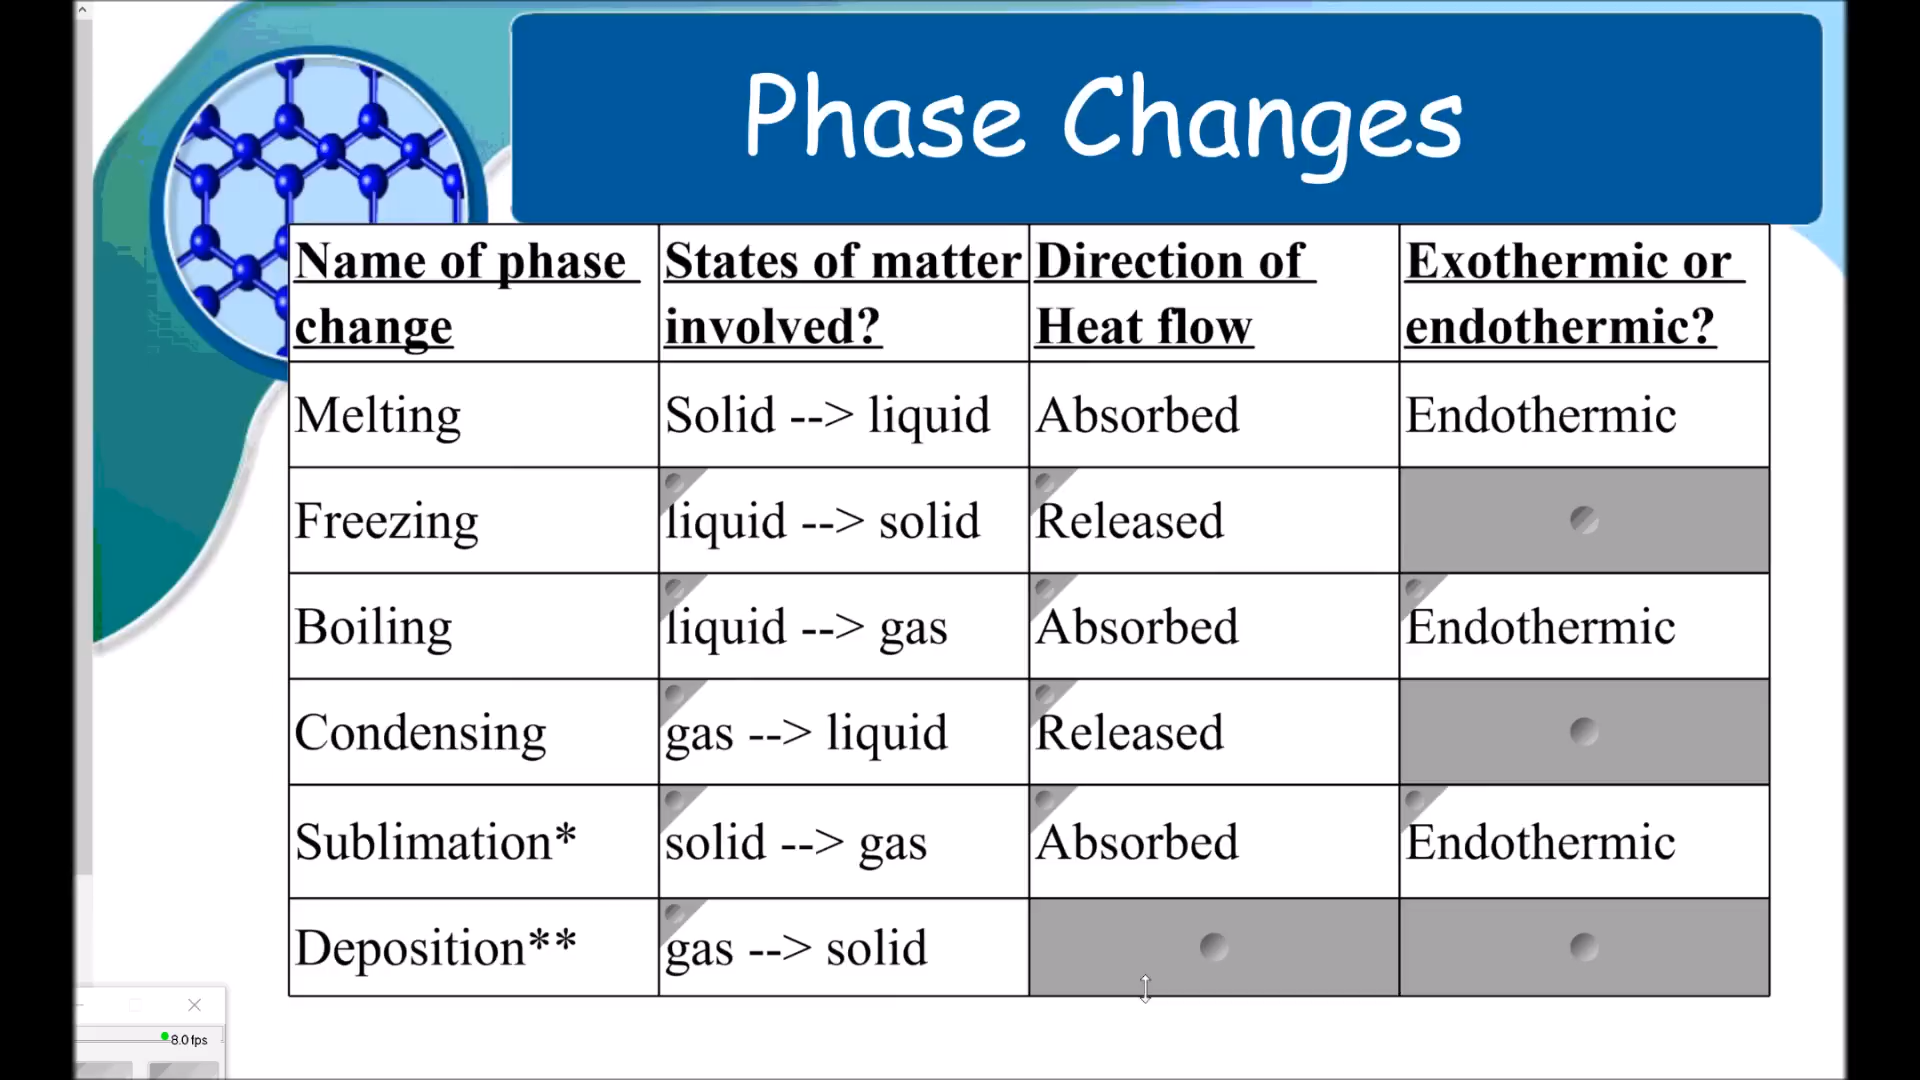 Phase Changes
Name of phase change
States of matter involved?
Direction of Heat flow
Exothermic or endothermic?
Melting
Solid --> liquid
Absorbed
Endothermic
Freezing
liquid --> solid
Released
Boiling
liquid --> gas
Absorbed
Endothermic
Condensing
gas --> liquid
Released
Sublimation*
solid --> gas
Absorbed
Endothermic
Deposition**
gas --> solid
8.0 fps